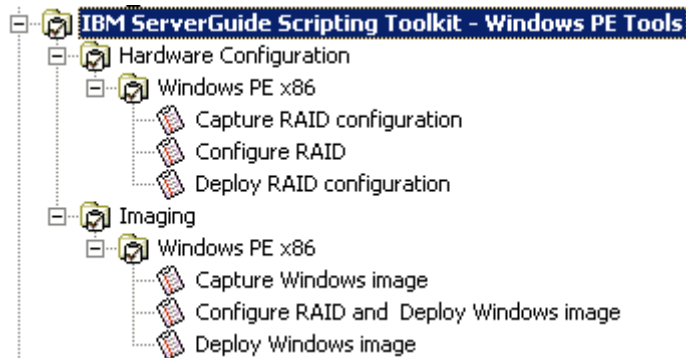 IBM ServerGuide Scripting Toolkit - Windows PE Tools
Hardware Configuration
Windows PE x86
Capture RAID configuration
Configure RAID
Deploy RAID configuration
Imaging
Windows PE x86
Capture Windows image
Configure RAID and  Deploy Windows image
Deploy Windows image